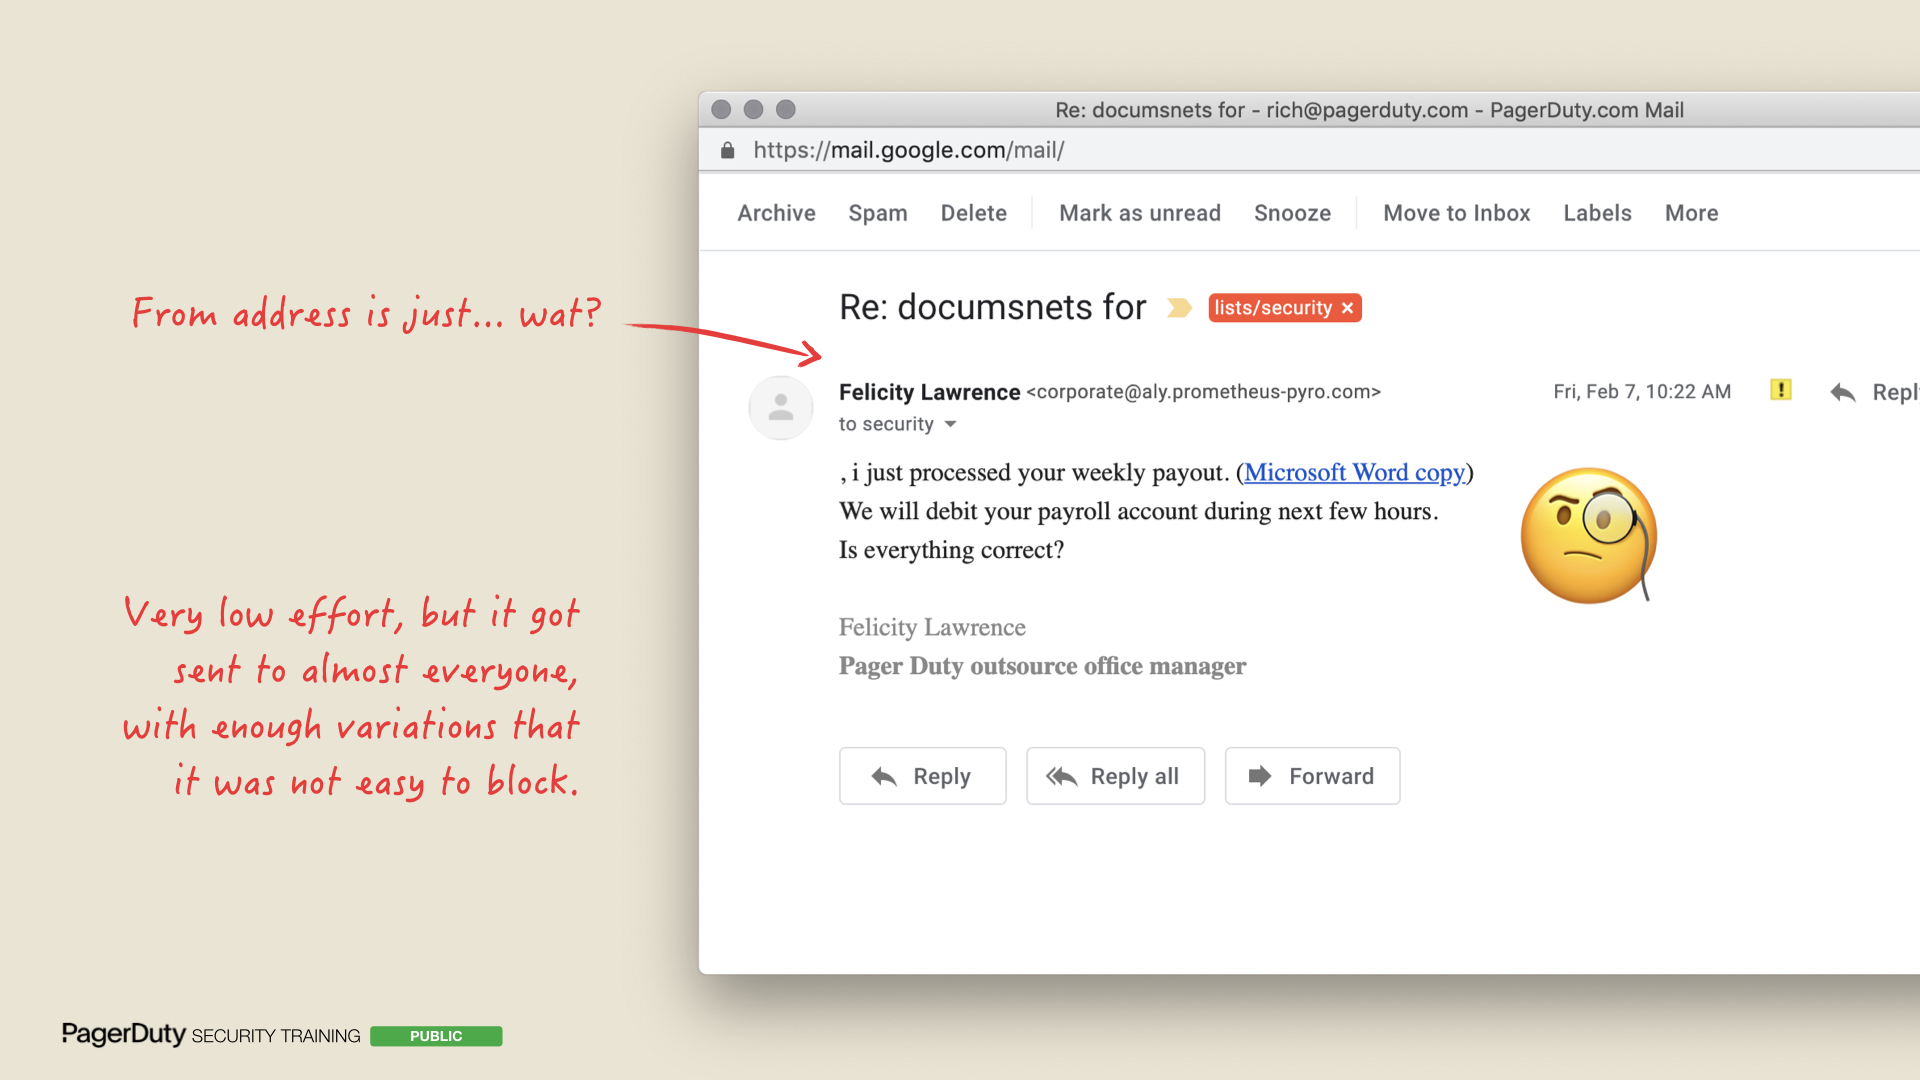 Re: documsnets for - rich@pagerduty.com - PagerDuty.com Mail
https://mail.google.com/mail/
Archive Spam Delete Mark as unread Snooze Move to Inbox Labels More
Re: documsnets for lists/security ×
From address is just... wat?
Felicity Lawrence <corporate@aly.prometheus-pyro.com> Fri, Feb 7, 10:22 AM ! Repl
to security
, i just processed your weekly payout. (Microsoft Word copy)
We will debit your payroll account during next few hours.
Is everything correct?
Felicity Lawrence
Pager Duty outsource office manager
Very low effort, but it got
sent to almost everyone,
with enough variations that
it was not easy to block.
Reply Reply all Forward
PagerDuty SECURITY TRAINING PUBLIC